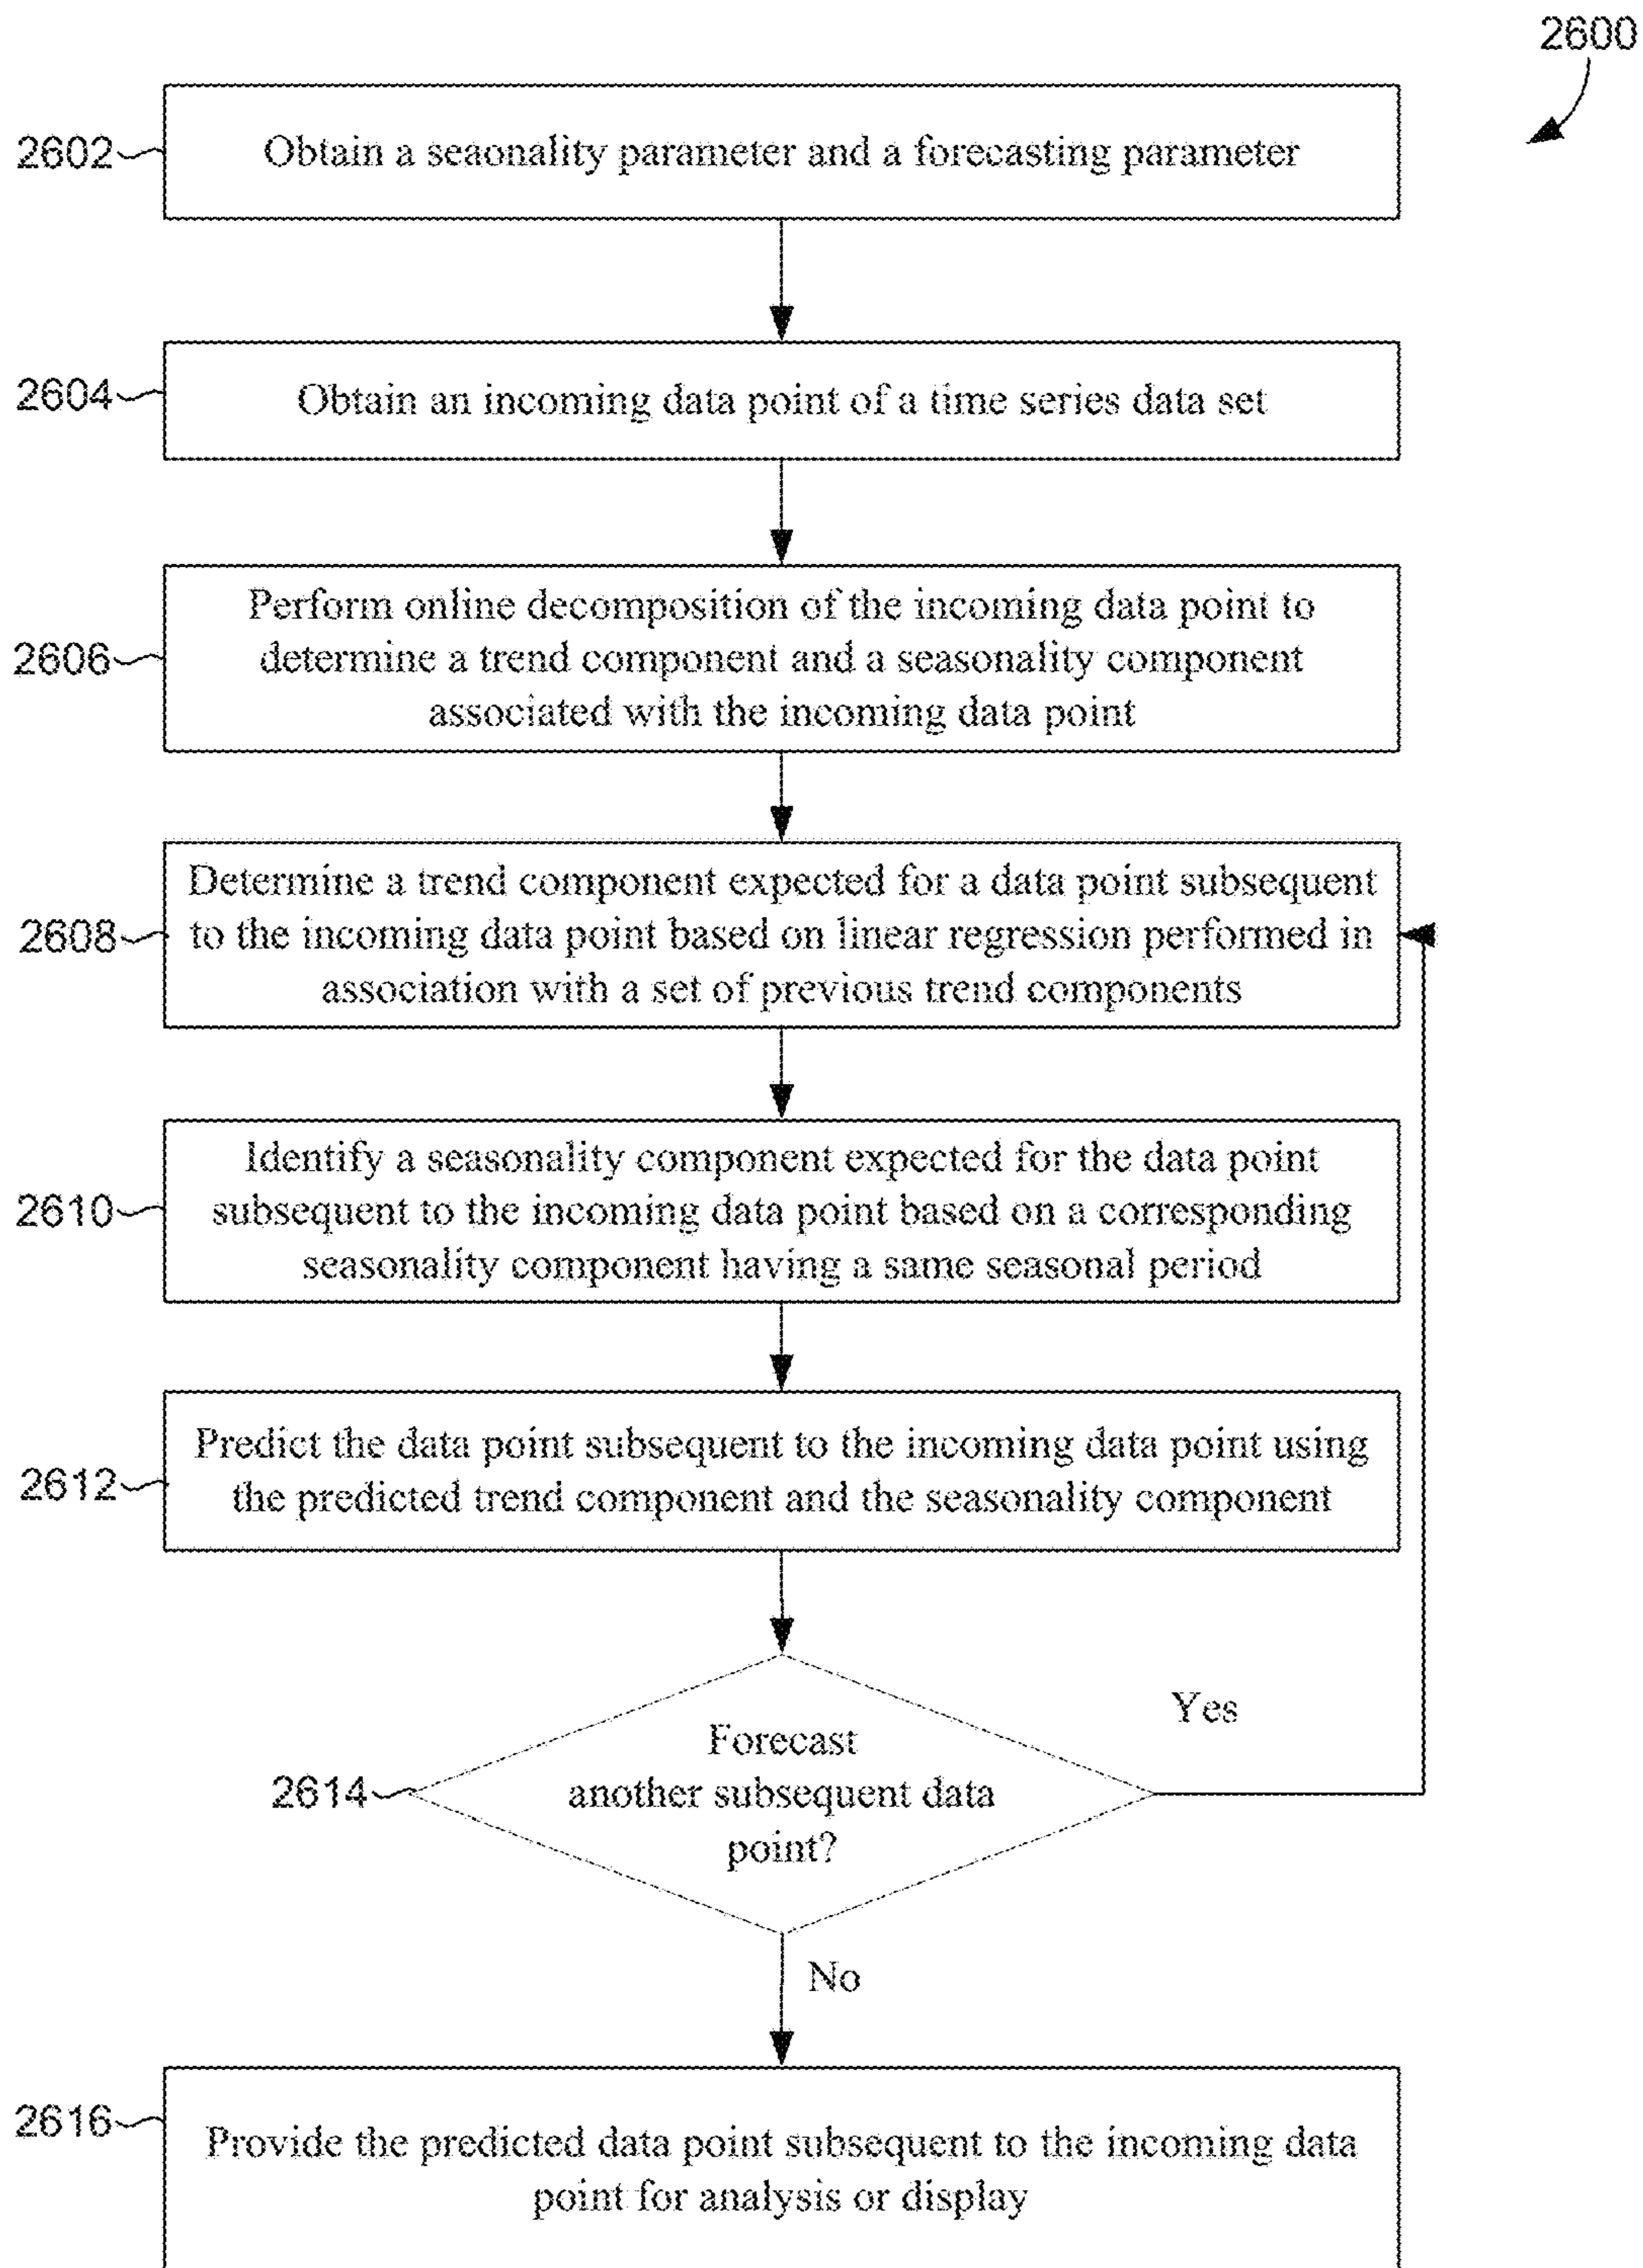 2600
2602
Obtain a seaonality parameter and a forecasting parameter
2604
Obtain an incoming data point of a time series data set
2606
Perform online decomposition of the incoming data point to
determine a trend component and a seasonality component
associated with the incoming data point
2608
Determine a trend component expected for a data point subsequent
to the incoming data point based on linear regression performed in
association with a set of previous trend components
2610
Identify a seasonality component expected for the data point
subsequent to the incoming data point based on a corresponding
seasonality component having a same seasonal period
2612
Predict the data point subsequent to the incoming data point using
the predicted trend component and the seasonality component
2614
Forecast
another subsequent data
point?
Yes
No
2616
Provide the predicted data point subsequent to the incoming data
point for analysis or display